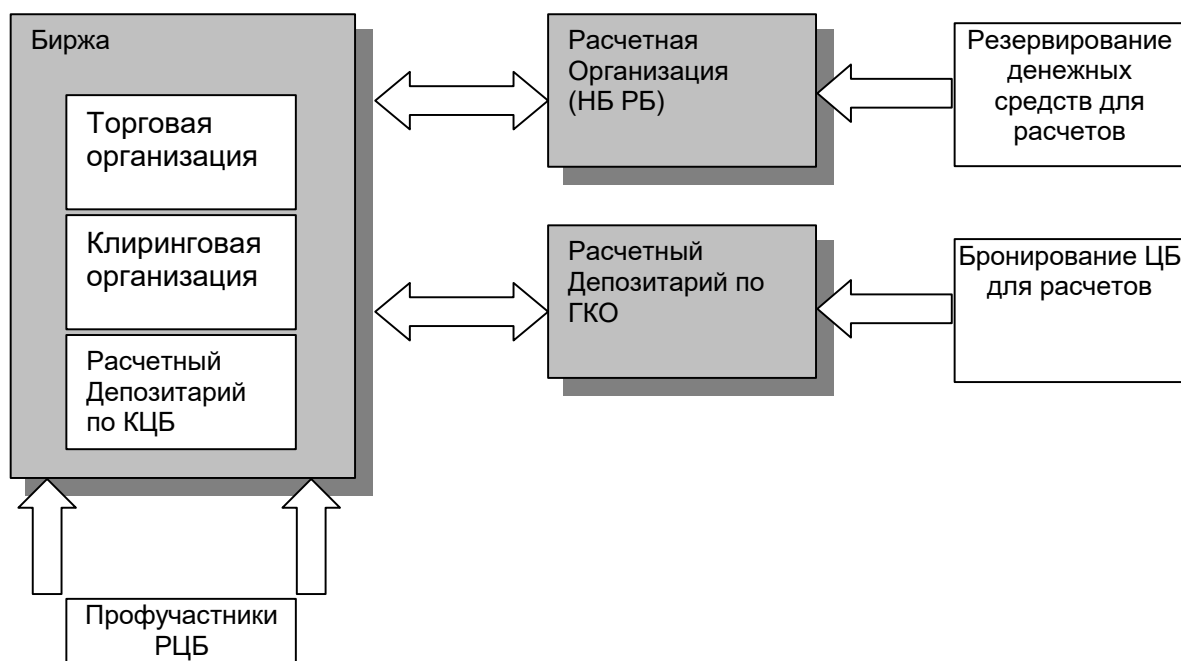 Биржа
Торговая
организация
Клиринговая
организация
Расчетный
Депозитарий
по КЦБ
Расчетная
Организация
(НБ РБ)
Резервирование
денежных
средств для
расчетов
Расчетный
Депозитарий по
ГКО
Бронирование ЦБ
для расчетов
Профучастники
РЦБ